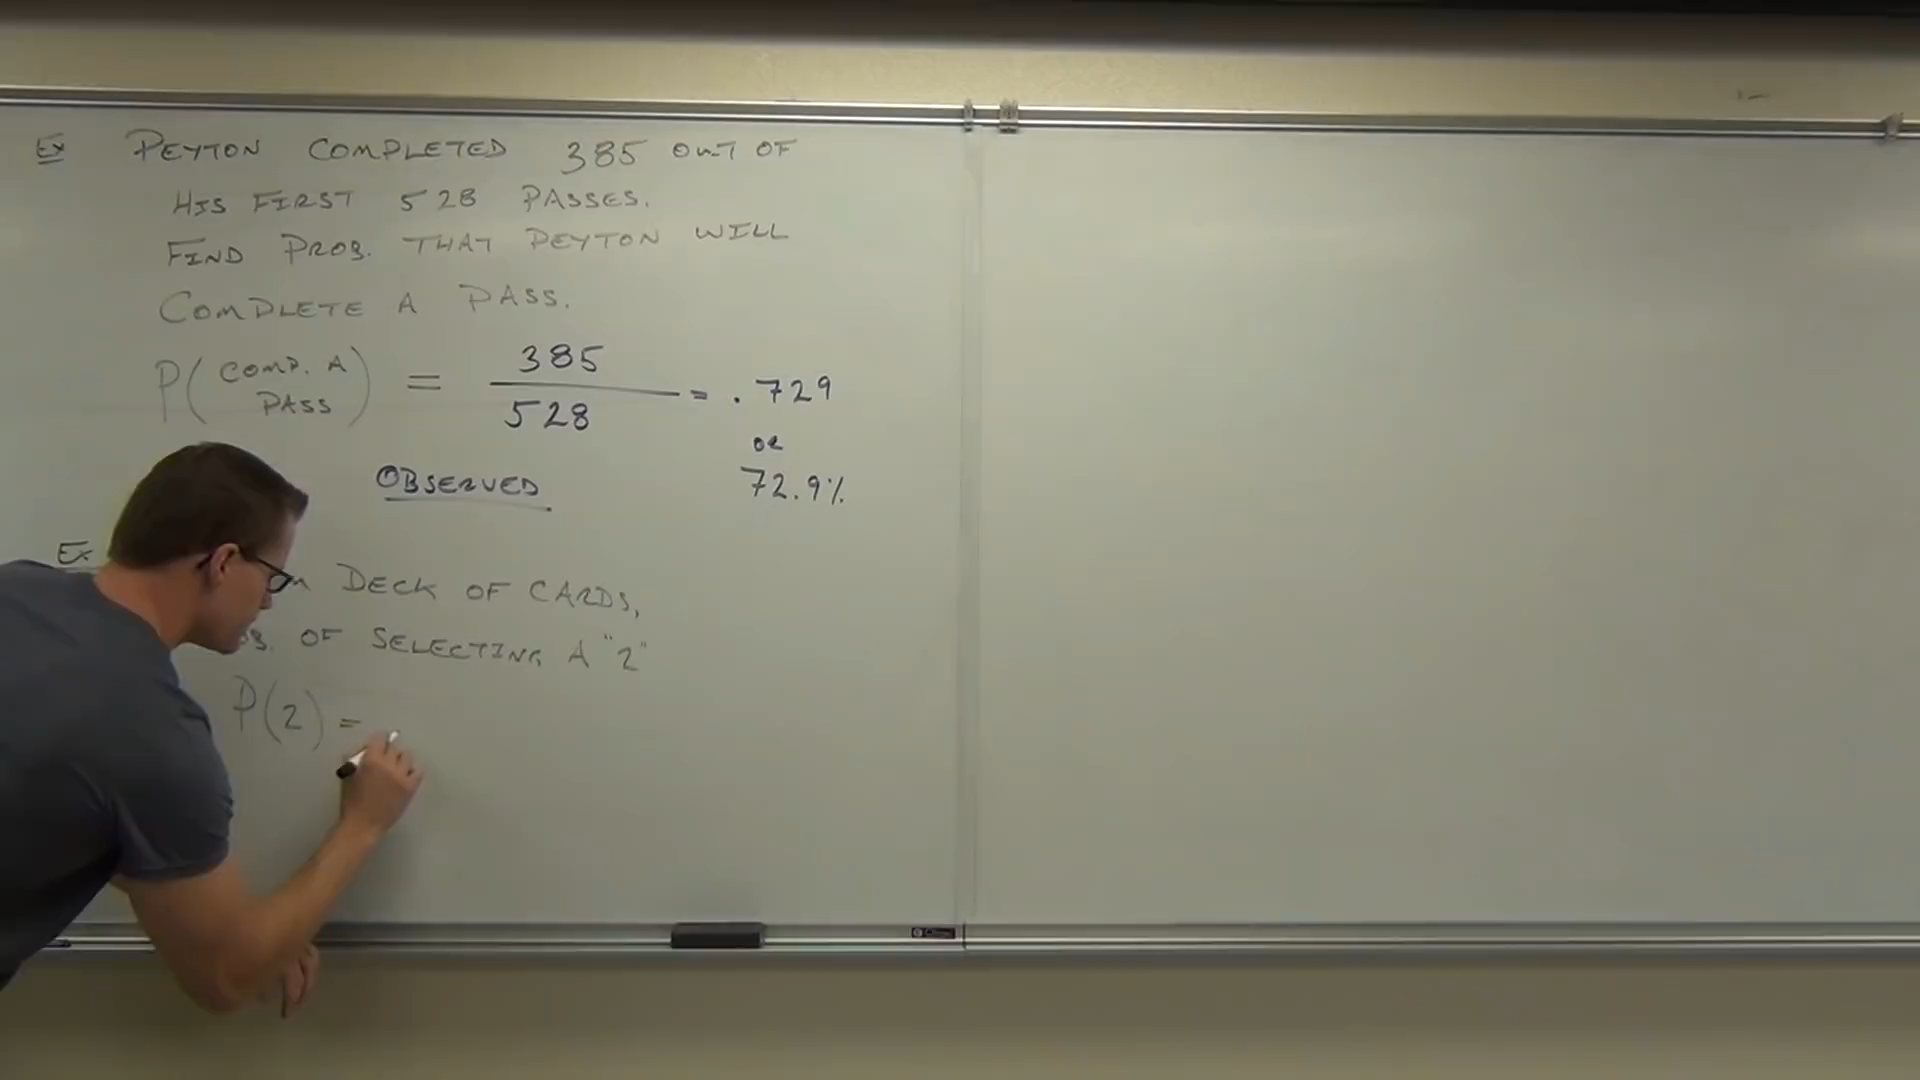 Ex PEYTON COMPLETED 385 OUT OF
HIS FIRST 528 PASSES.
FIND PROB. THAT PEYTON WILL
COMPLETE A PASS.
P( COMP. A PASS ) = 385 / 528 = .729
or
OBSERVED 72.9%
Ex
DECK OF CARDS,
OF SELECTING A "2"
P(2) =